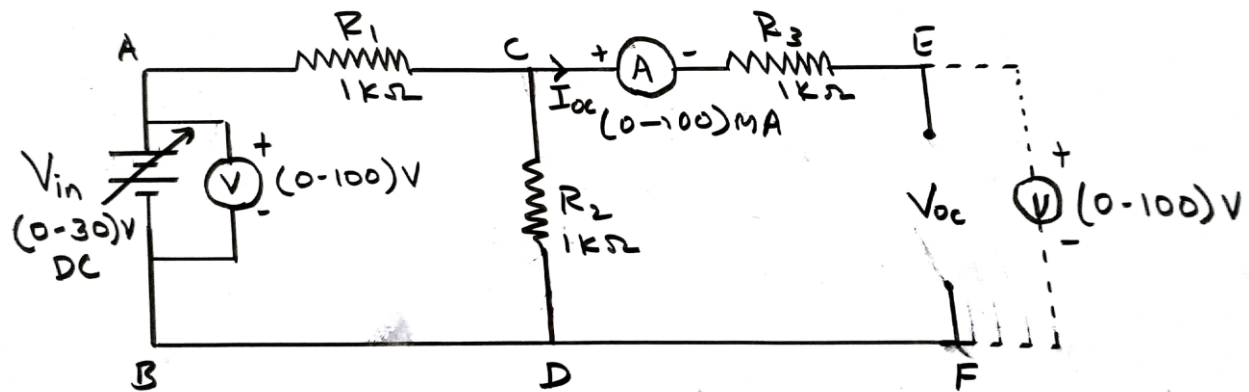 A
R1
1KΩ
C
+ A -
Ioc
(0-100)mA
R3
1KΩ
E
Vin
(0-30)V
DC
+
V
-
(0-100)V
R2
1KΩ
Voc
+
V
-
(0-100)V
B
D
F